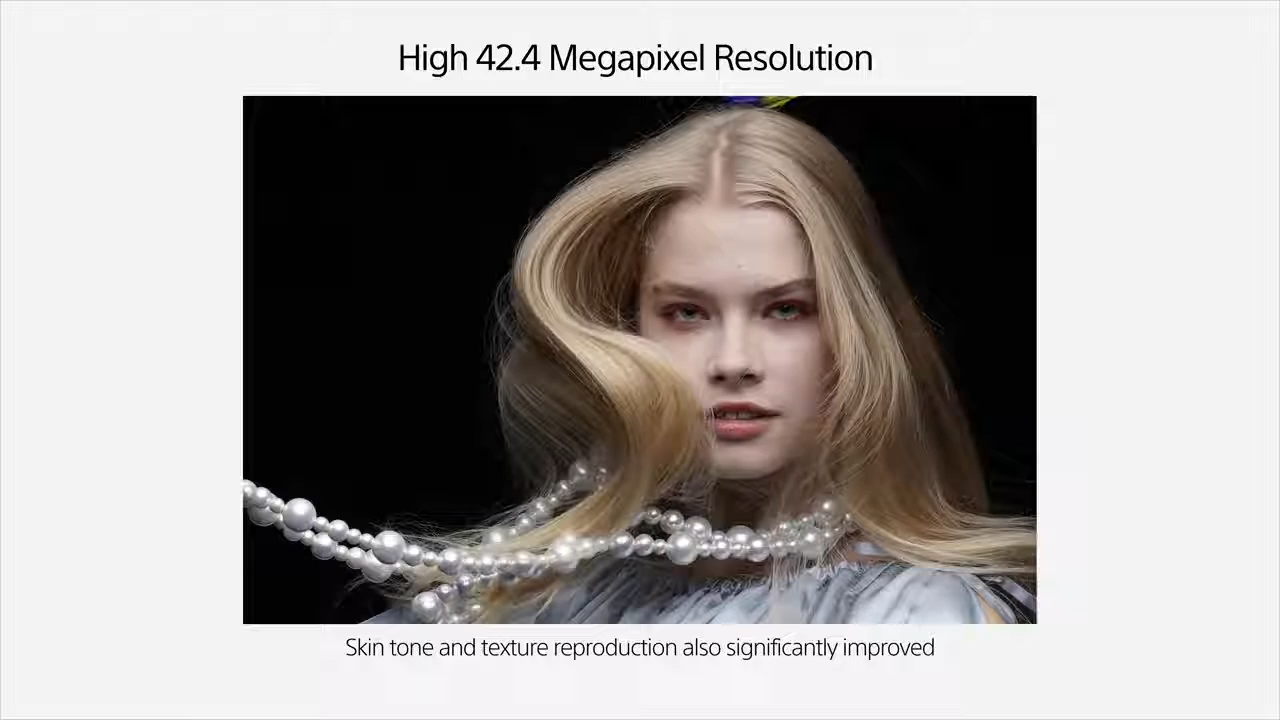 High 42.4 Megapixel Resolution
Skin tone and texture reproduction also significantly improved